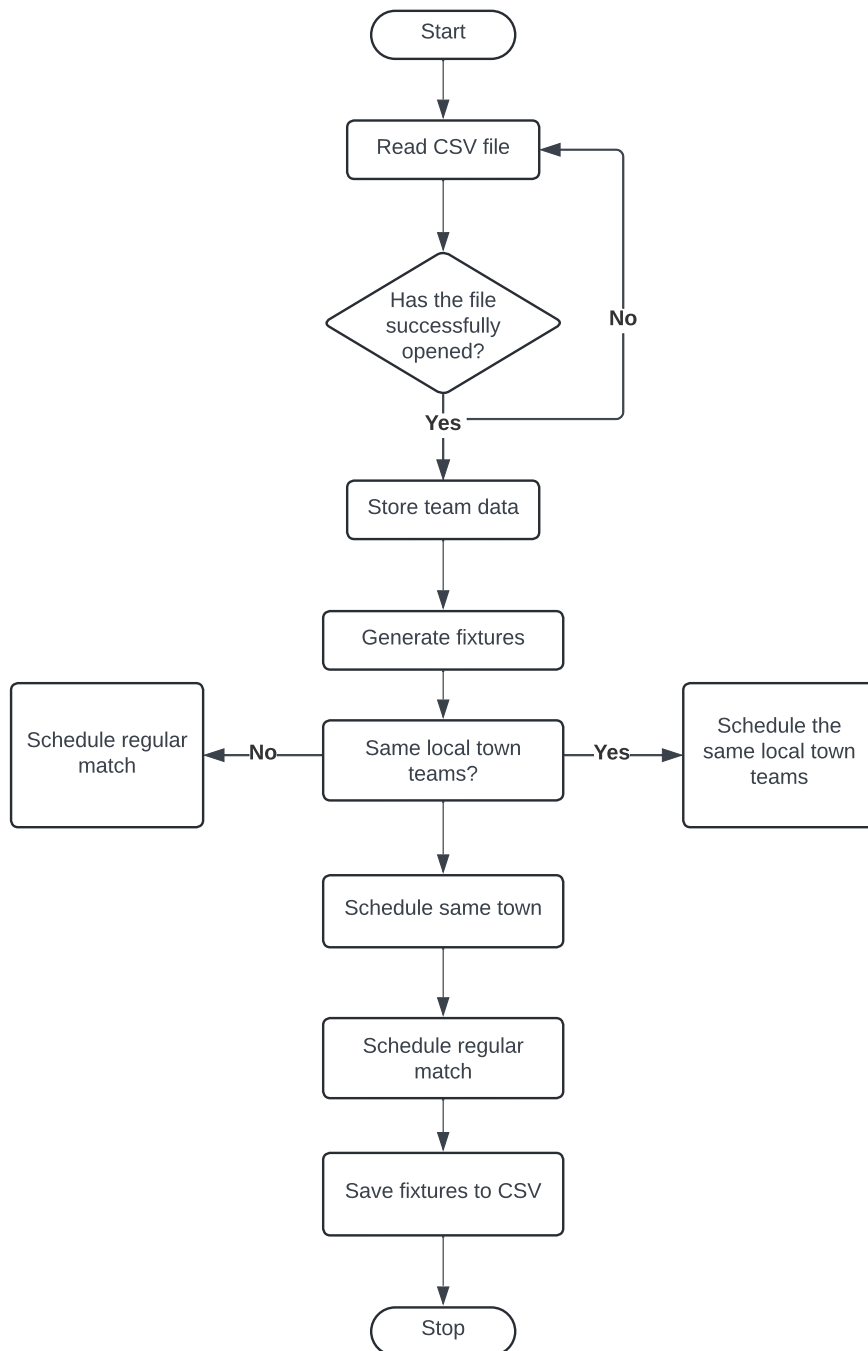 Start
Read CSV file
Has the file
successfully
opened?
No
Yes
Store team data
Generate fixtures
Schedule regular
match
No
Same local town
teams?
Yes
Schedule the
same local town
teams
Schedule same town
Schedule regular
match
Save fixtures to CSV
Stop